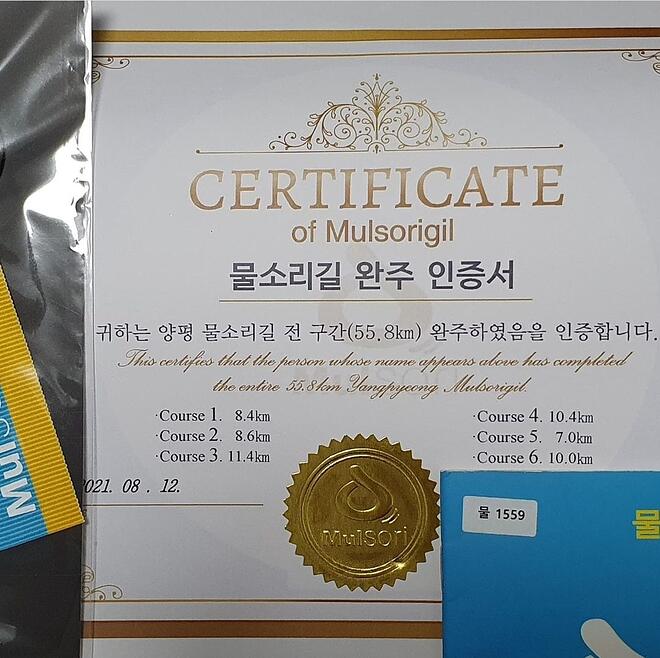 CERTIFICATE
of Mulsorigil
물소리길 완주 인증서
귀하는 양평 물소리길 전 구간(55.8km) 완주하였음을 인증합니다.
This certifies that the person whose name appears above has completed
the entire 55.8km Yangpyeong Mulsorigil.
·Course 1. 8.4km
·Course 2. 8.6km
·Course 3. 11.4km
·Course 4. 10.4km
·Course 5. 7.0km
·Course 6. 10.0km
2021. 08. 12.
MulSOri
물 1559
물
Mul